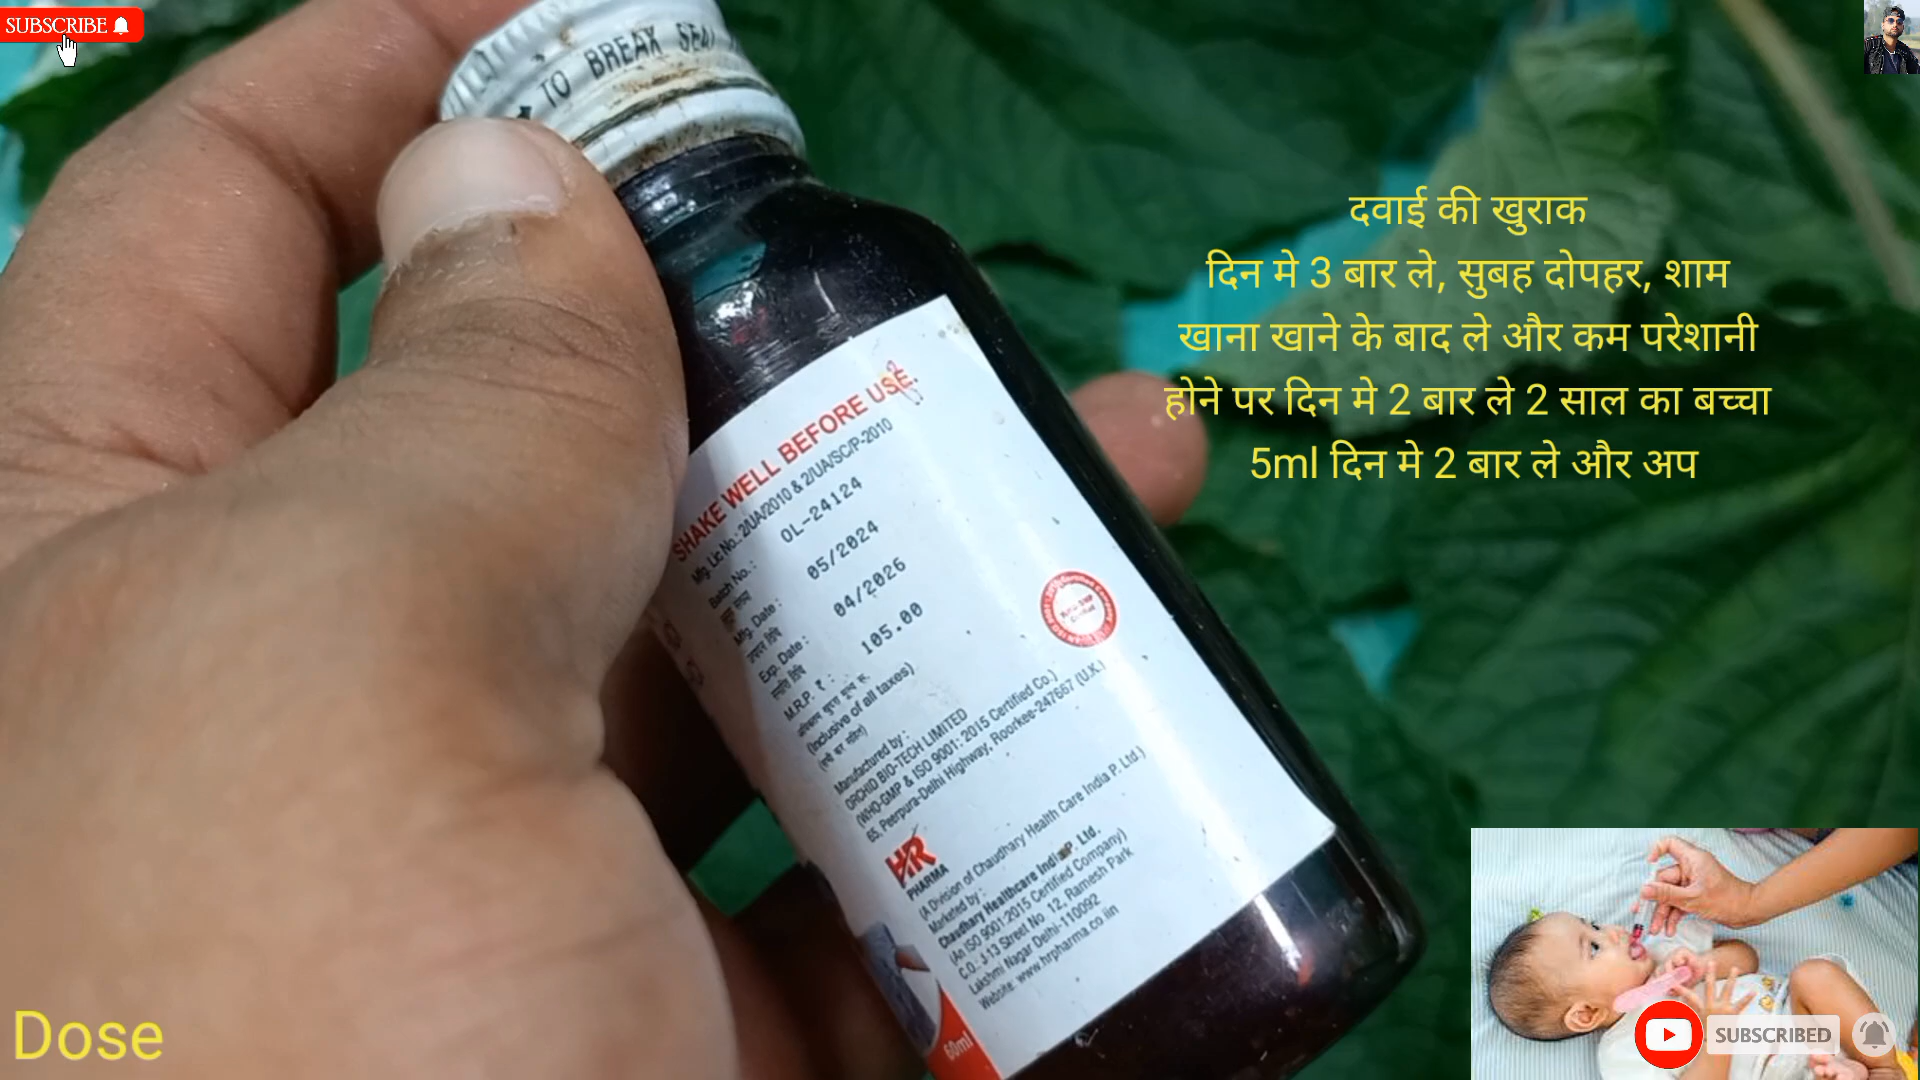 SUBSCRIBE
TO BREAK SEAL
दवाई की खुराक
दिन मे 3 बार ले, सुबह दोपहर, शाम
खाना खाने के बाद ले और कम परेशानी
होने पर दिन मे 2 बार ले 2 साल का बच्चा
5ml दिन मे 2 बार ले और अप
SHAKE WELL BEFORE USE.
Mfg. Lic No.: 2/UA/2010 & 2/UA/SC/P-2010
Batch No.: OL-24124
Mfg. Date : 05/2024
Exp. Date : 04/2026
M.R.P. ₹ : 105.00
(Inclusive of all taxes)
Manufactured by :
ORCHID BIO-TECH LIMITED
(WHO-GMP & ISO 9001: 2015 Certified Co.)
65, Peerpura-Delhi Highway, Roorkee-247667 (U.K.)
HR
PHARMA
(A Division of Chaudhary Health Care India P. Ltd.)
Marketed by :
Chaudhary Healthcare India P. Ltd.
(An ISO 9001:2015 Certified Company)
C.O.: J-13 Street No. 12, Ramesh Park
Lakshmi Nagar Delhi-110092
Website: www.hrpharma.co.in
60ml
Dose
SUBSCRIBED